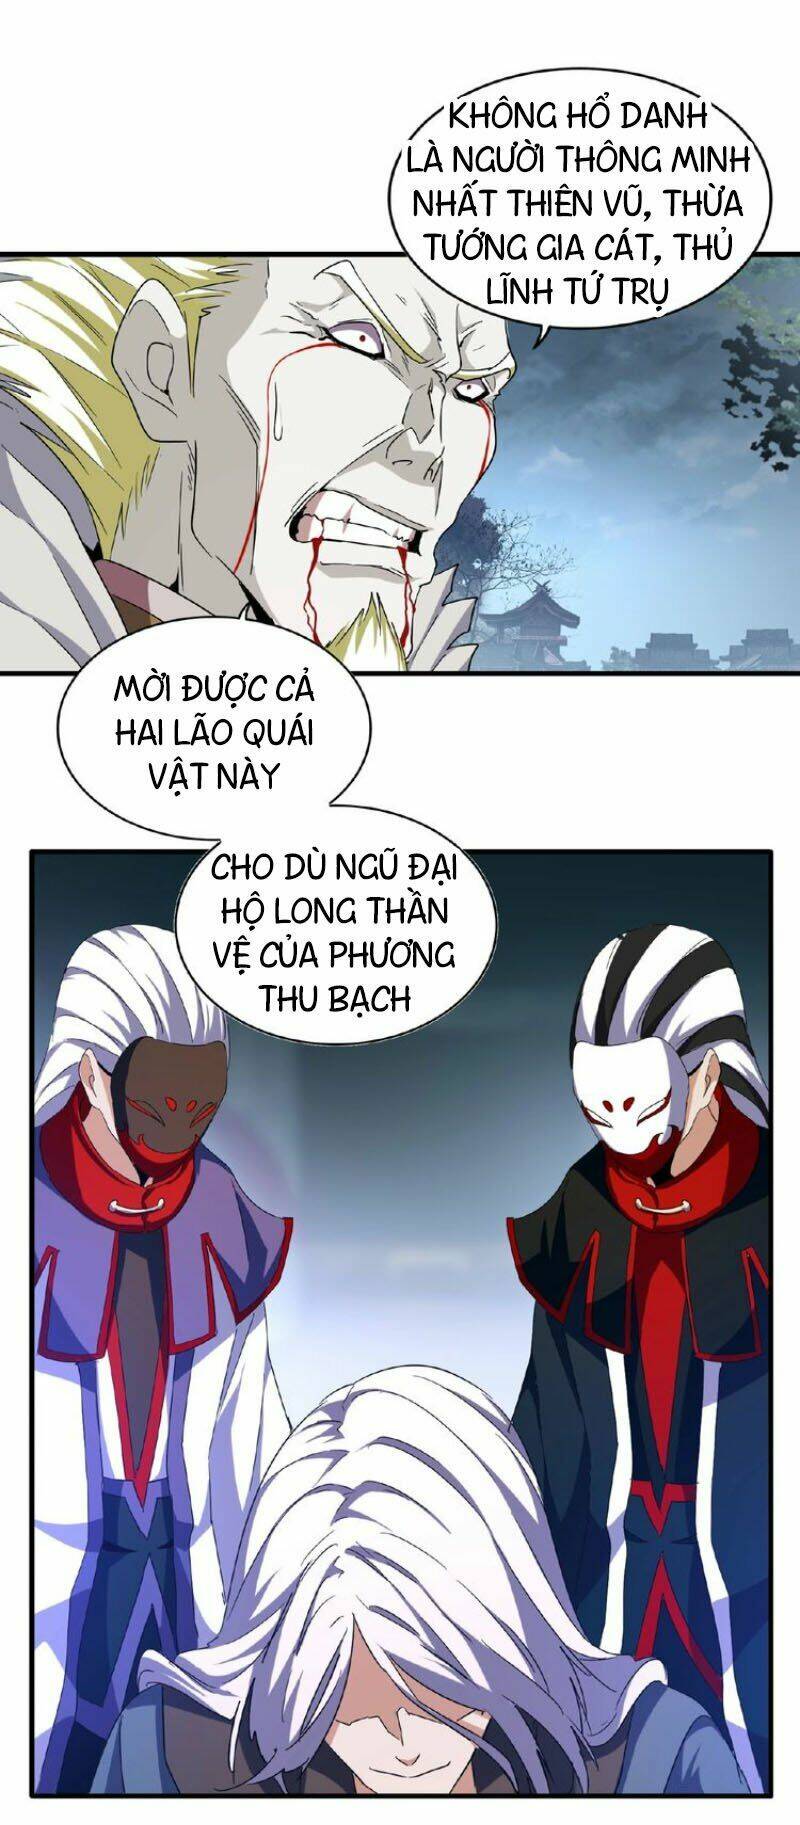 KHÔNG HỔ DANH
LÀ NGƯỜI THÔNG MINH
NHẤT THIÊN VŨ, THỪA
TƯỚNG GIA CÁT, THỦ
LĨNH TỨ TRỤ
MỜI ĐƯỢC CẢ
HAI LÃO QUÁI
VẬT NÀY
CHO DÙ NGŨ ĐẠI
HỘ LONG THẦN
VỆ CỦA PHƯƠNG
THU BẠCH